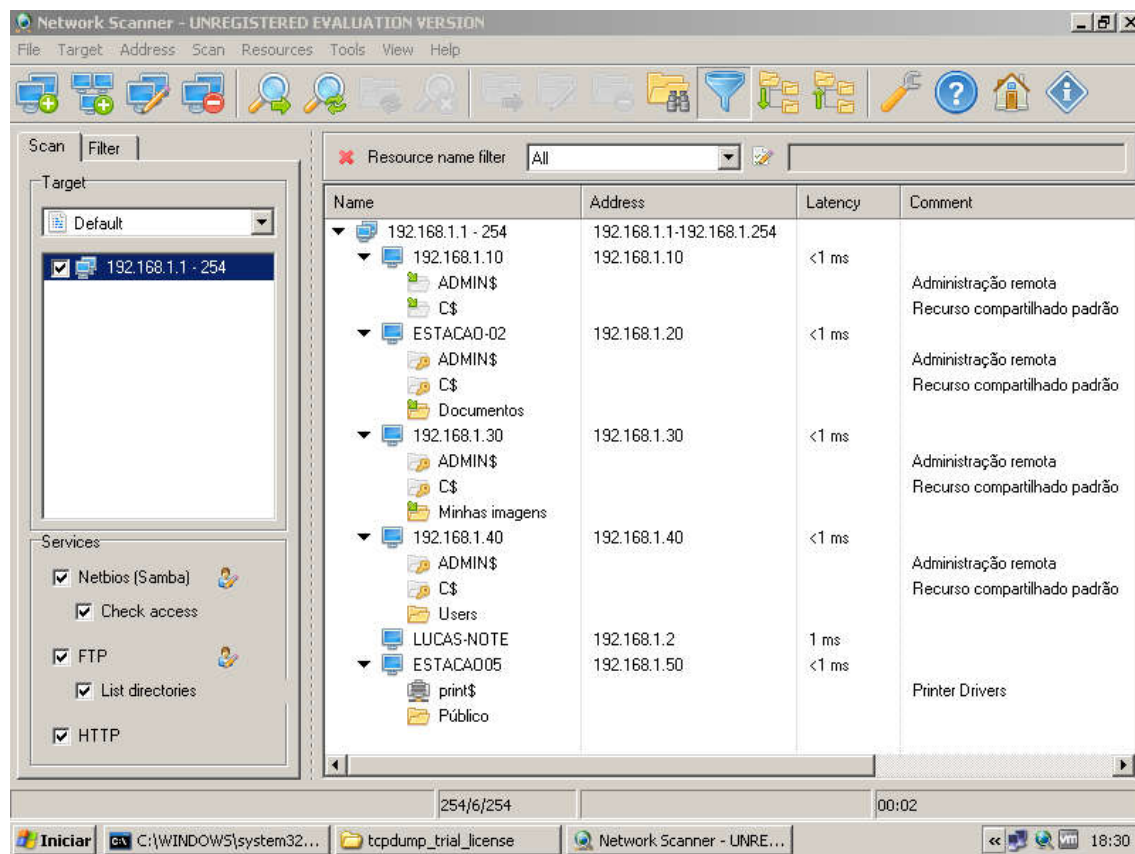 Network Scanner - UNREGISTERED EVALUATION VERSION
File Target Address Scan Resources Tools View Help
Scan Filter
Target
Default
192.168.1.1 - 254
Services
Netbios (Samba)
Check access
FTP
List directories
HTTP
Resource name filter All
Name Address Latency Comment
192.168.1.1 - 254 192.168.1.1-192.168.1.254
192.168.1.10 192.168.1.10 <1 ms
ADMIN$ Administração remota
C$ Recurso compartilhado padrão
ESTACAO-02 192.168.1.20 <1 ms
ADMIN$ Administração remota
C$ Recurso compartilhado padrão
Documentos
192.168.1.30 192.168.1.30 <1 ms
ADMIN$ Administração remota
C$ Recurso compartilhado padrão
Minhas imagens
192.168.1.40 192.168.1.40 <1 ms
ADMIN$ Administração remota
C$ Recurso compartilhado padrão
Users
LUCAS-NOTE 192.168.1.2 1 ms
ESTACAO05 192.168.1.50 <1 ms
print$ Printer Drivers
Público
254/6/254 00:02
Iniciar C:\WINDOWS\system32... tcpdump_trial_license Network Scanner - UNRE... « vm 18:30